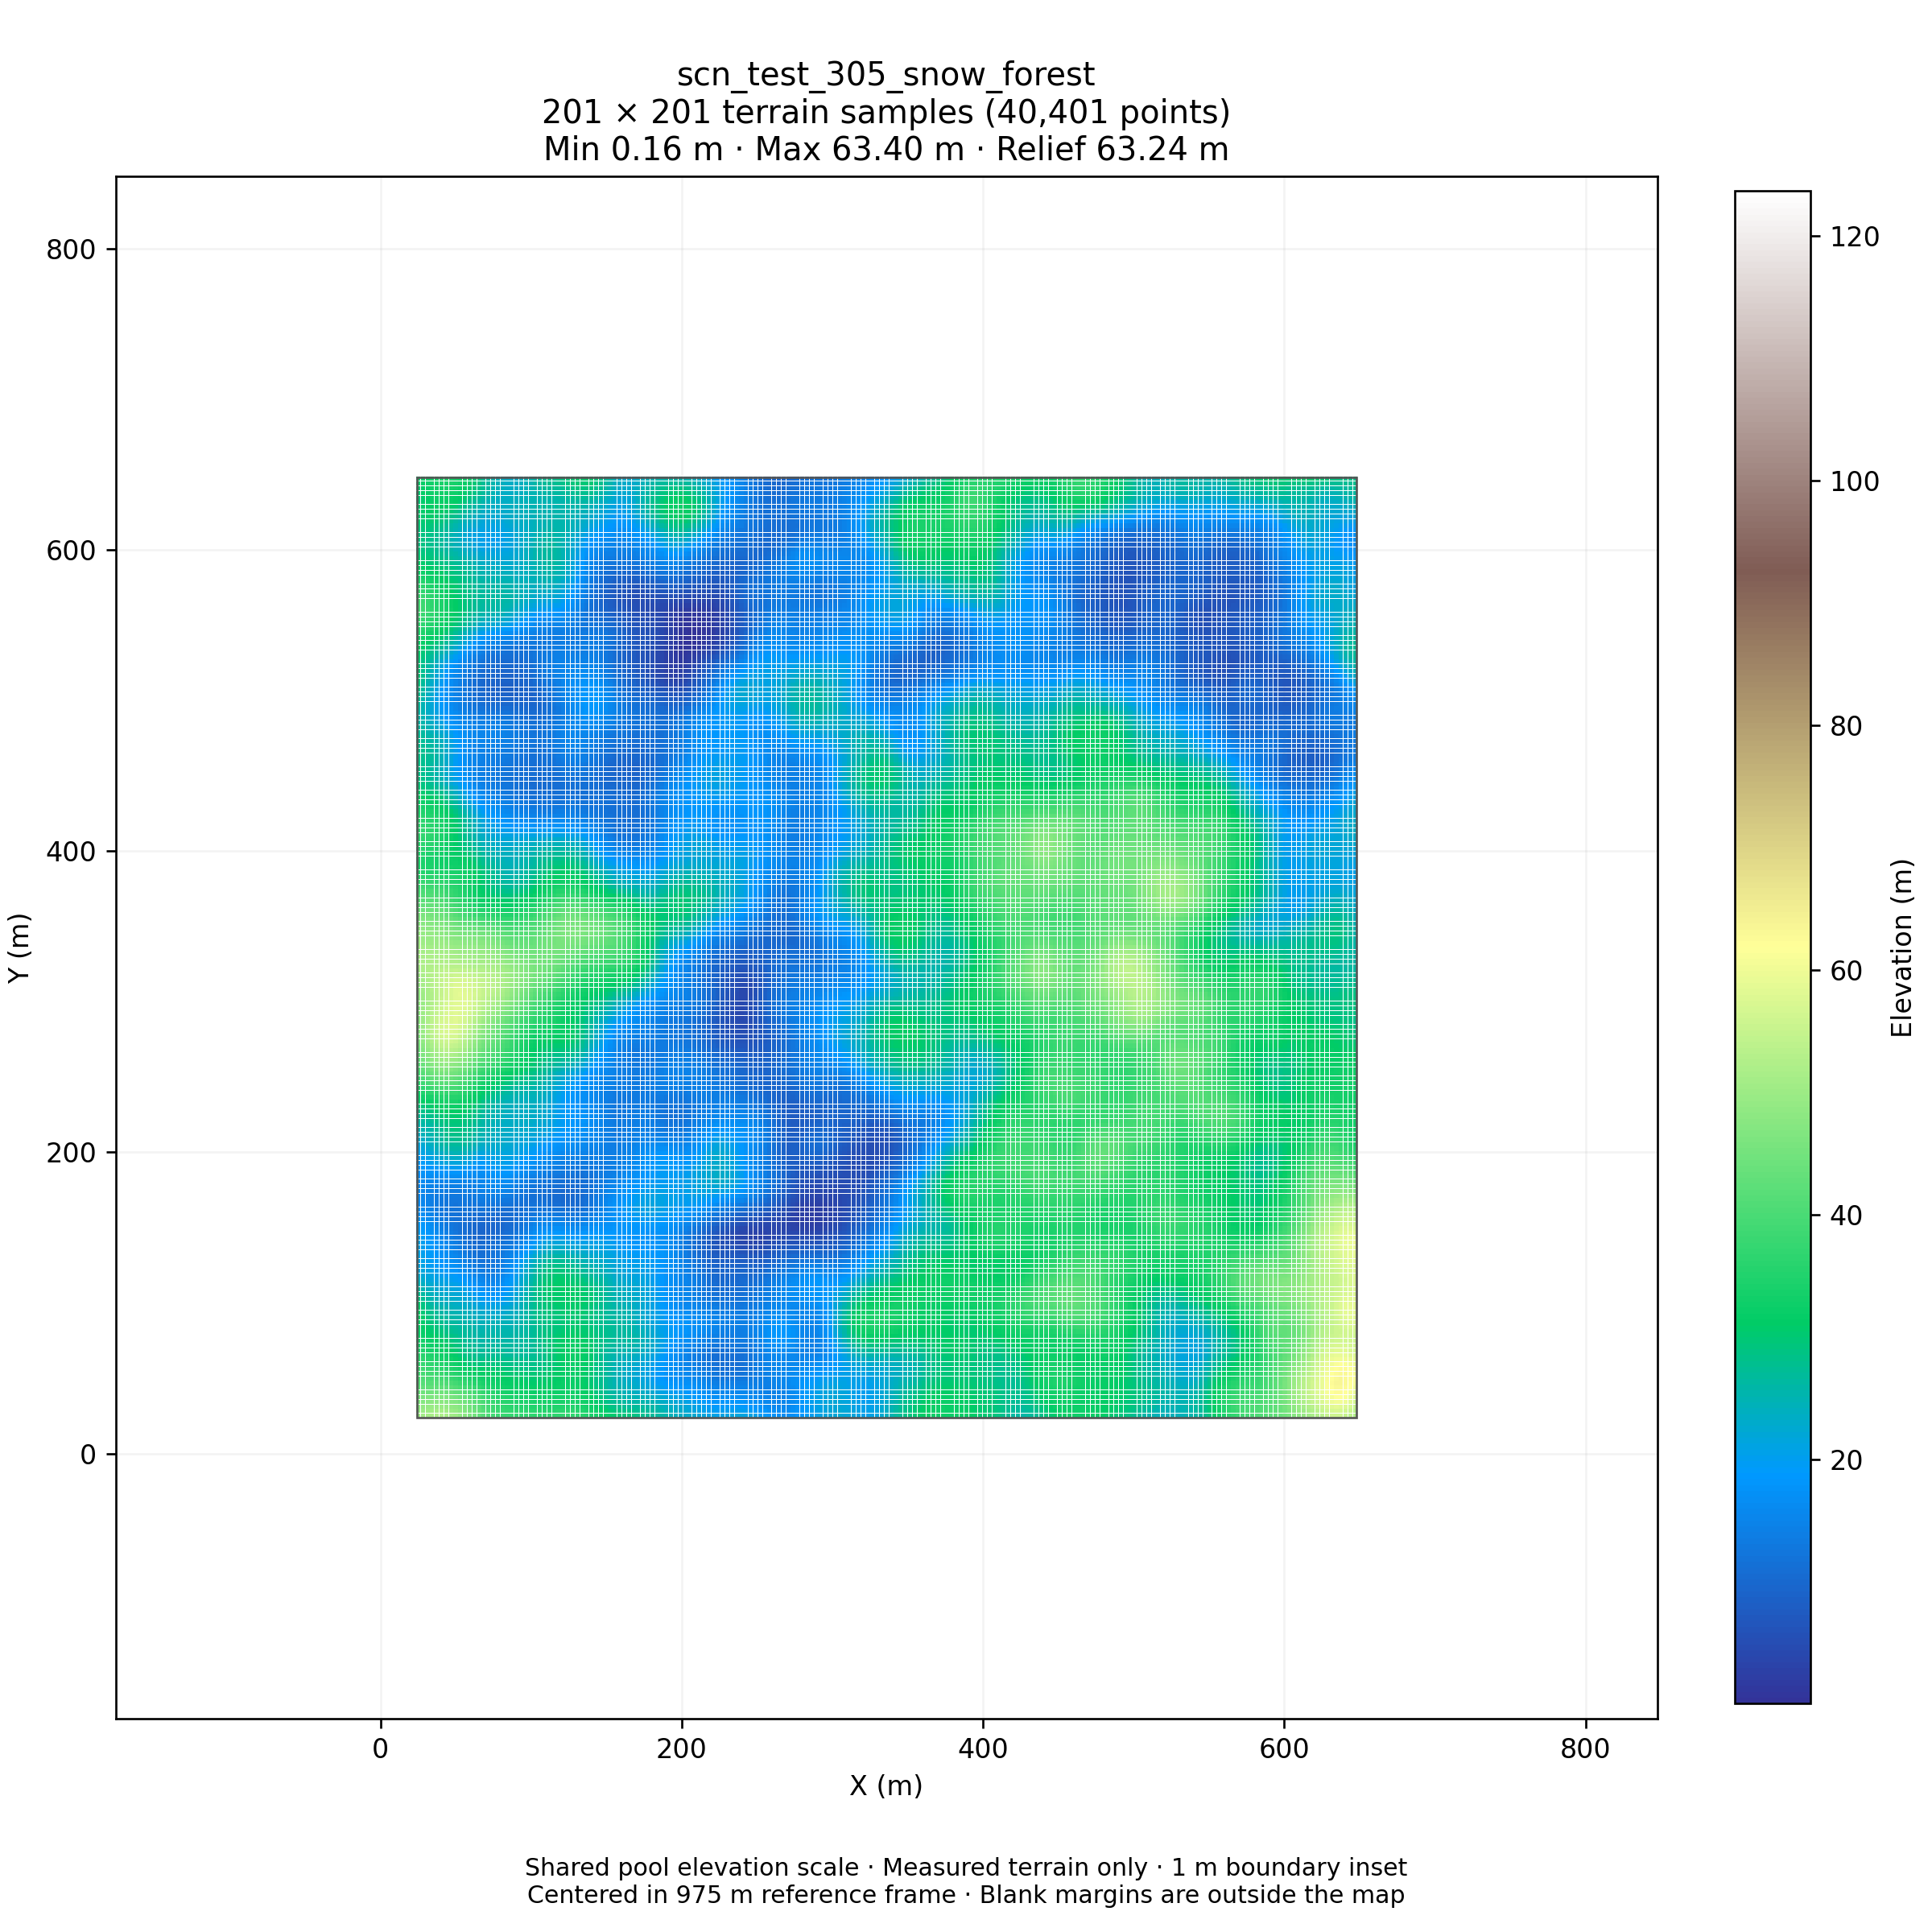 scn_test_305_snow_forest
201 × 201 terrain samples (40,401 points)
Min 0.16 m · Max 63.40 m · Relief 63.24 m
800
600
400
200
0
Y (m)
0
200
400
600
800
X (m)
120
100
80
60
40
20
Elevation (m)
Shared pool elevation scale · Measured terrain only · 1 m boundary inset
Centered in 975 m reference frame · Blank margins are outside the map